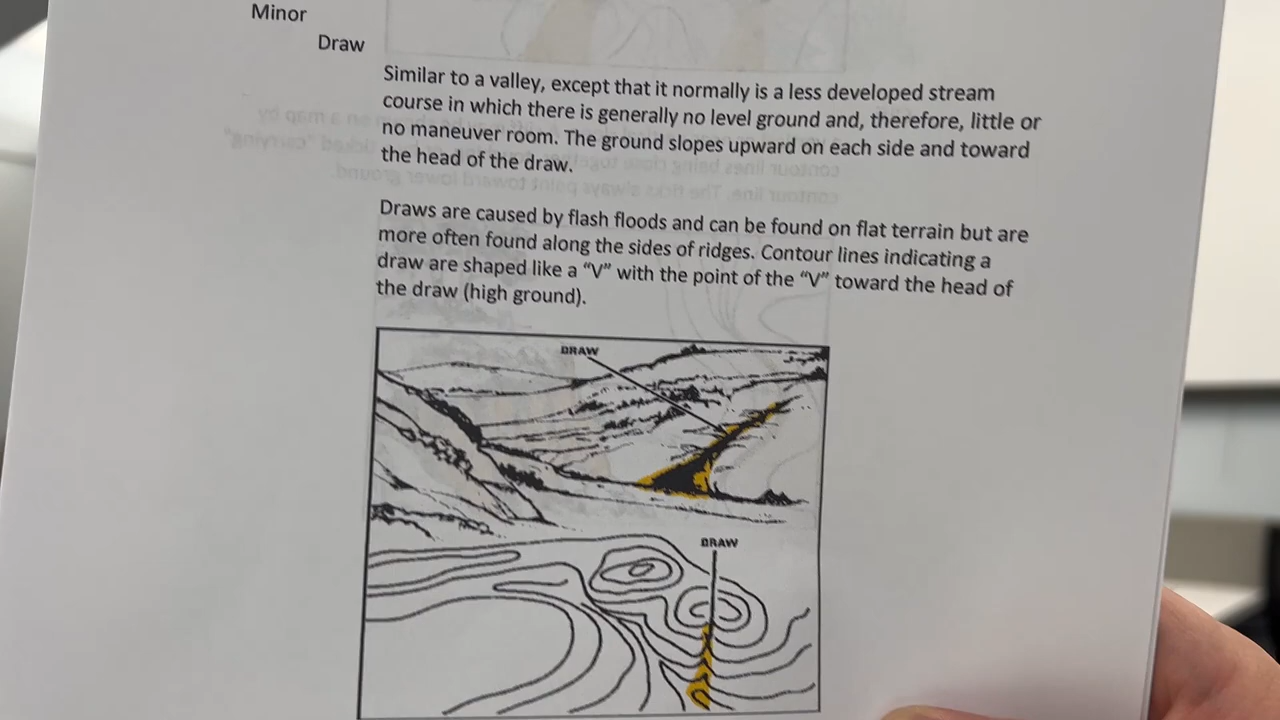 Minor
Draw
Similar to a valley, except that it normally is a less developed stream
course in which there is generally no level ground and, therefore, little or
no maneuver room. The ground slopes upward on each side and toward
the head of the draw.
Draws are caused by flash floods and can be found on flat terrain but are
more often found along the sides of ridges. Contour lines indicating a
draw are shaped like a “V” with the point of the “V” toward the head of
the draw (high ground).
DRAW
DRAW